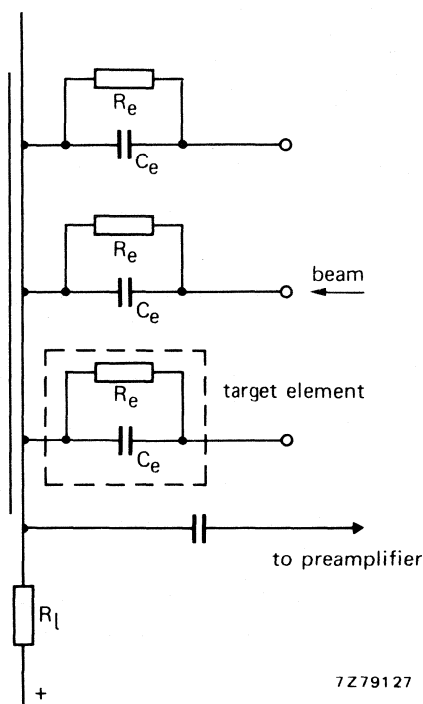 Re
Ce
Re
beam
Ce
Re
target element
Ce
to preamplifier
Rl
+
7Z79127